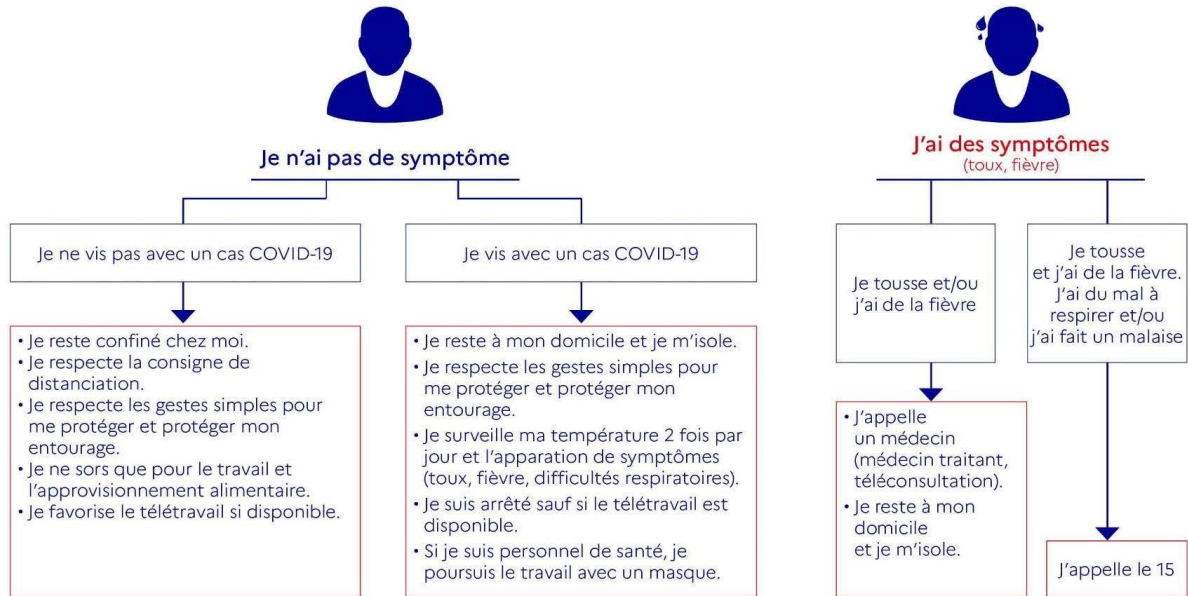 Je n'ai pas de symptôme
Je ne vis pas avec un cas COVID-19
• Je reste confiné chez moi.
• Je respecte la consigne de
distanciation.
• Je respecte les gestes simples pour
me protéger et protéger mon
entourage.
• Je ne sors que pour le travail et
l'approvisionnement alimentaire.
• Je favorise le télétravail si disponible.
Je vis avec un cas COVID-19
• Je reste à mon domicile et je m'isole.
• Je respecte les gestes simples pour
me protéger et protéger mon
entourage.
• Je surveille ma température 2 fois par
jour et l'apparation de symptômes
(toux, fièvre, difficultés respiratoires).
• Je suis arrêté sauf si le télétravail est
disponible.
• Si je suis personnel de santé, je
poursuis le travail avec un masque.
J'ai des symptômes
(toux, fièvre)
Je tousse et/ou
j'ai de la fièvre
• J'appelle
un médecin
(médecin traitant,
téléconsultation).
• Je reste à mon
domicile
et je m'isole.
Je tousse
et j'ai de la fièvre.
J'ai du mal à
respirer et/ou
j'ai fait un malaise
J'appelle le 15